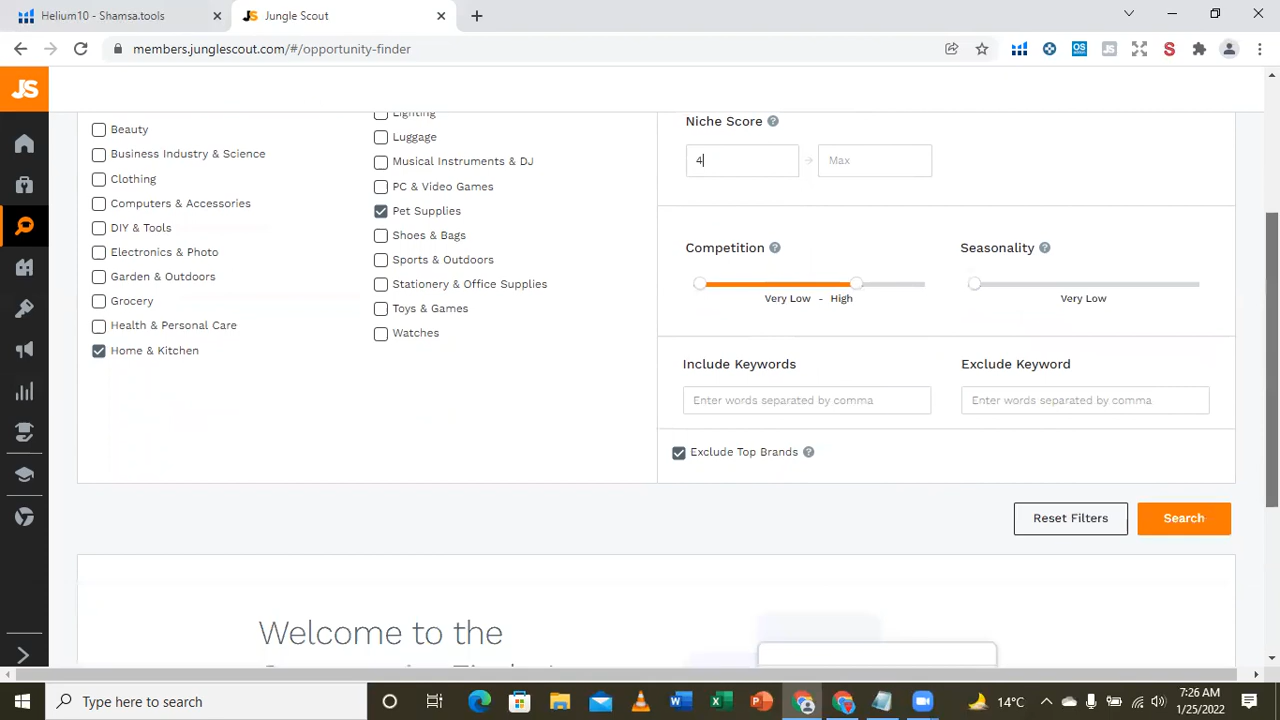 Helium10 - Shamsa.tools
Jungle Scout
members.junglescout.com/#/opportunity-finder
JS
Beauty
Business Industry & Science
Clothing
Computers & Accessories
DIY & Tools
Electronics & Photo
Garden & Outdoors
Grocery
Health & Personal Care
Home & Kitchen
Lighting
Luggage
Musical Instruments & DJ
PC & Video Games
Pet Supplies
Shoes & Bags
Sports & Outdoors
Stationery & Office Supplies
Toys & Games
Watches
Niche Score
4
Max
Competition
Very Low - High
Seasonality
Very Low
Include Keywords
Enter words separated by comma
Exclude Keyword
Enter words separated by comma
Exclude Top Brands
Reset Filters
Search
Welcome to the
Type here to search
14°C
7:26 AM
1/25/2022